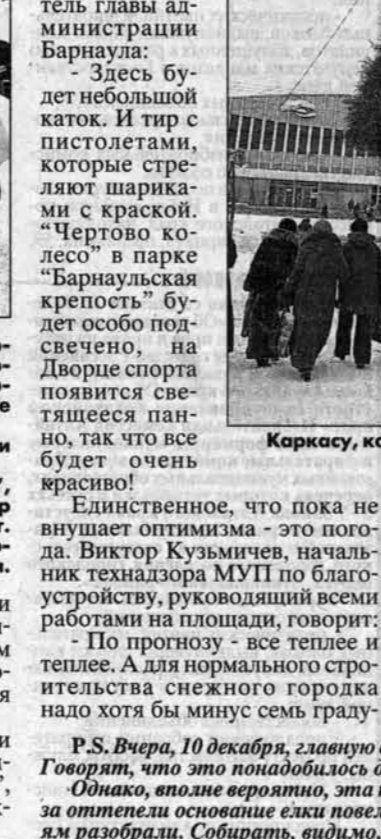 тель главы ад-
министрации
Барнаула:
- Здесь бу-
дет небольшой
каток. И тир с
пистолетами,
которые стре-
ляют шарика-
ми с краской.
"Чертово ко-
лесо" в парке
"Барнаульская
крепость" бу-
дет особо под-
свечено, на
Дворце спорта
появится све-
тящееся пан-
но, так что все
будет очень
красиво!
Единственное, что пока не
внушает оптимизма - это пого-
да. Виктор Кузьмичев, началь-
ник технадзора МУП по благо-
устройству, руководящий всеми
работами на площади, говорит:
- По прогнозу - все теплее и
теплее. А для нормального стро-
ительства снежного городка
надо хотя бы минус семь граду-
Каркасу, ка
P.S. Вчера, 10 декабря, главную
Говорят, что это понадобилось д
Однако, вполне вероятно, эта
за оттепели основание елки повел
ям разобрали. Собирать, видимо,